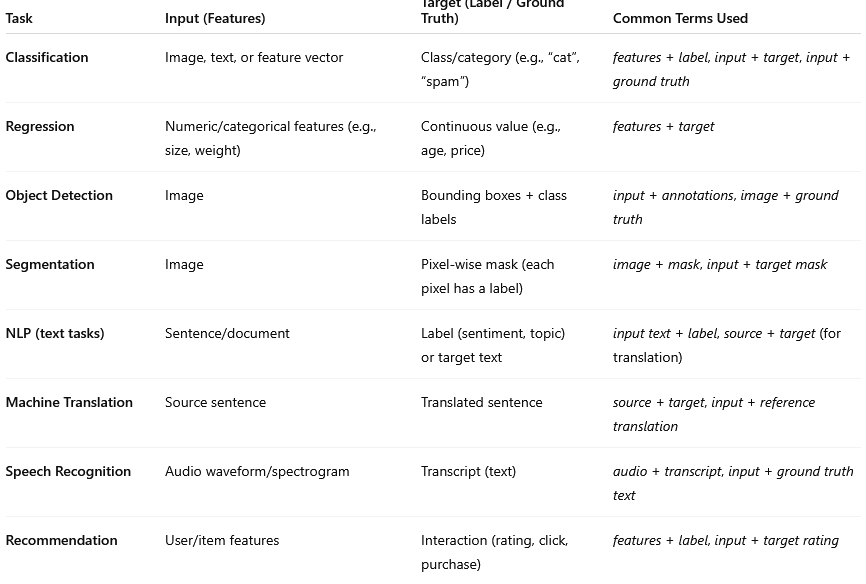 Target (Label / Ground
Task Input (Features) Truth) Common Terms Used
Classification Image, text, or feature vector Class/category (e.g., “cat”, features + label, input + target, input +
“spam”) ground truth
Regression Numeric/categorical features (e.g., Continuous value (e.g., features + target
size, weight) age, price)
Object Detection Image Bounding boxes + class input + annotations, image + ground
labels truth
Segmentation Image Pixel-wise mask (each image + mask, input + target mask
pixel has a label)
NLP (text tasks) Sentence/document Label (sentiment, topic) input text + label, source + target (for
or target text translation)
Machine Translation Source sentence Translated sentence source + target, input + reference
translation
Speech Recognition Audio waveform/spectrogram Transcript (text) audio + transcript, input + ground truth
text
Recommendation User/item features Interaction (rating, click, features + label, input + target rating
purchase)